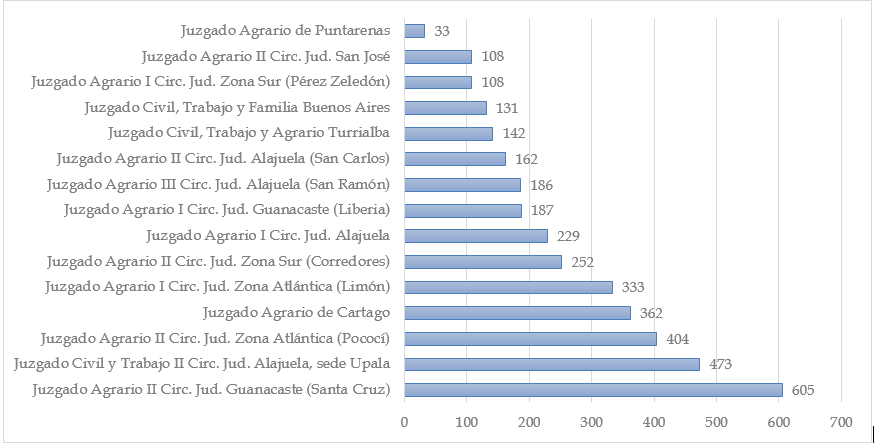 Juzgado Agrario de Puntarenas 33
Juzgado Agrario II Circ. Jud. San José 108
Juzgado Agrario I Circ. Jud. Zona Sur (Pérez Zeledón) 108
Juzgado Civil, Trabajo y Familia Buenos Aires 131
Juzgado Civil, Trabajo y Agrario Turrialba 142
Juzgado Agrario II Circ. Jud. Alajuela (San Carlos) 162
Juzgado Agrario III Circ. Jud. Alajuela (San Ramón) 186
Juzgado Agrario I Circ. Jud. Guanacaste (Liberia) 187
Juzgado Agrario I Circ. Jud. Alajuela 229
Juzgado Agrario II Circ. Jud. Zona Sur (Corredores) 252
Juzgado Agrario I Circ. Jud. Zona Atlántica (Limón) 333
Juzgado Agrario de Cartago 362
Juzgado Agrario II Circ. Jud. Zona Atlántica (Pococí) 404
Juzgado Civil y Trabajo II Circ. Jud. Alajuela, sede Upala 473
Juzgado Agrario II Circ. Jud. Guanacaste (Santa Cruz) 605
0 100 200 300 400 500 600 700